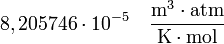 8,205746 · 10⁻⁵ m³ · atm / K · mol